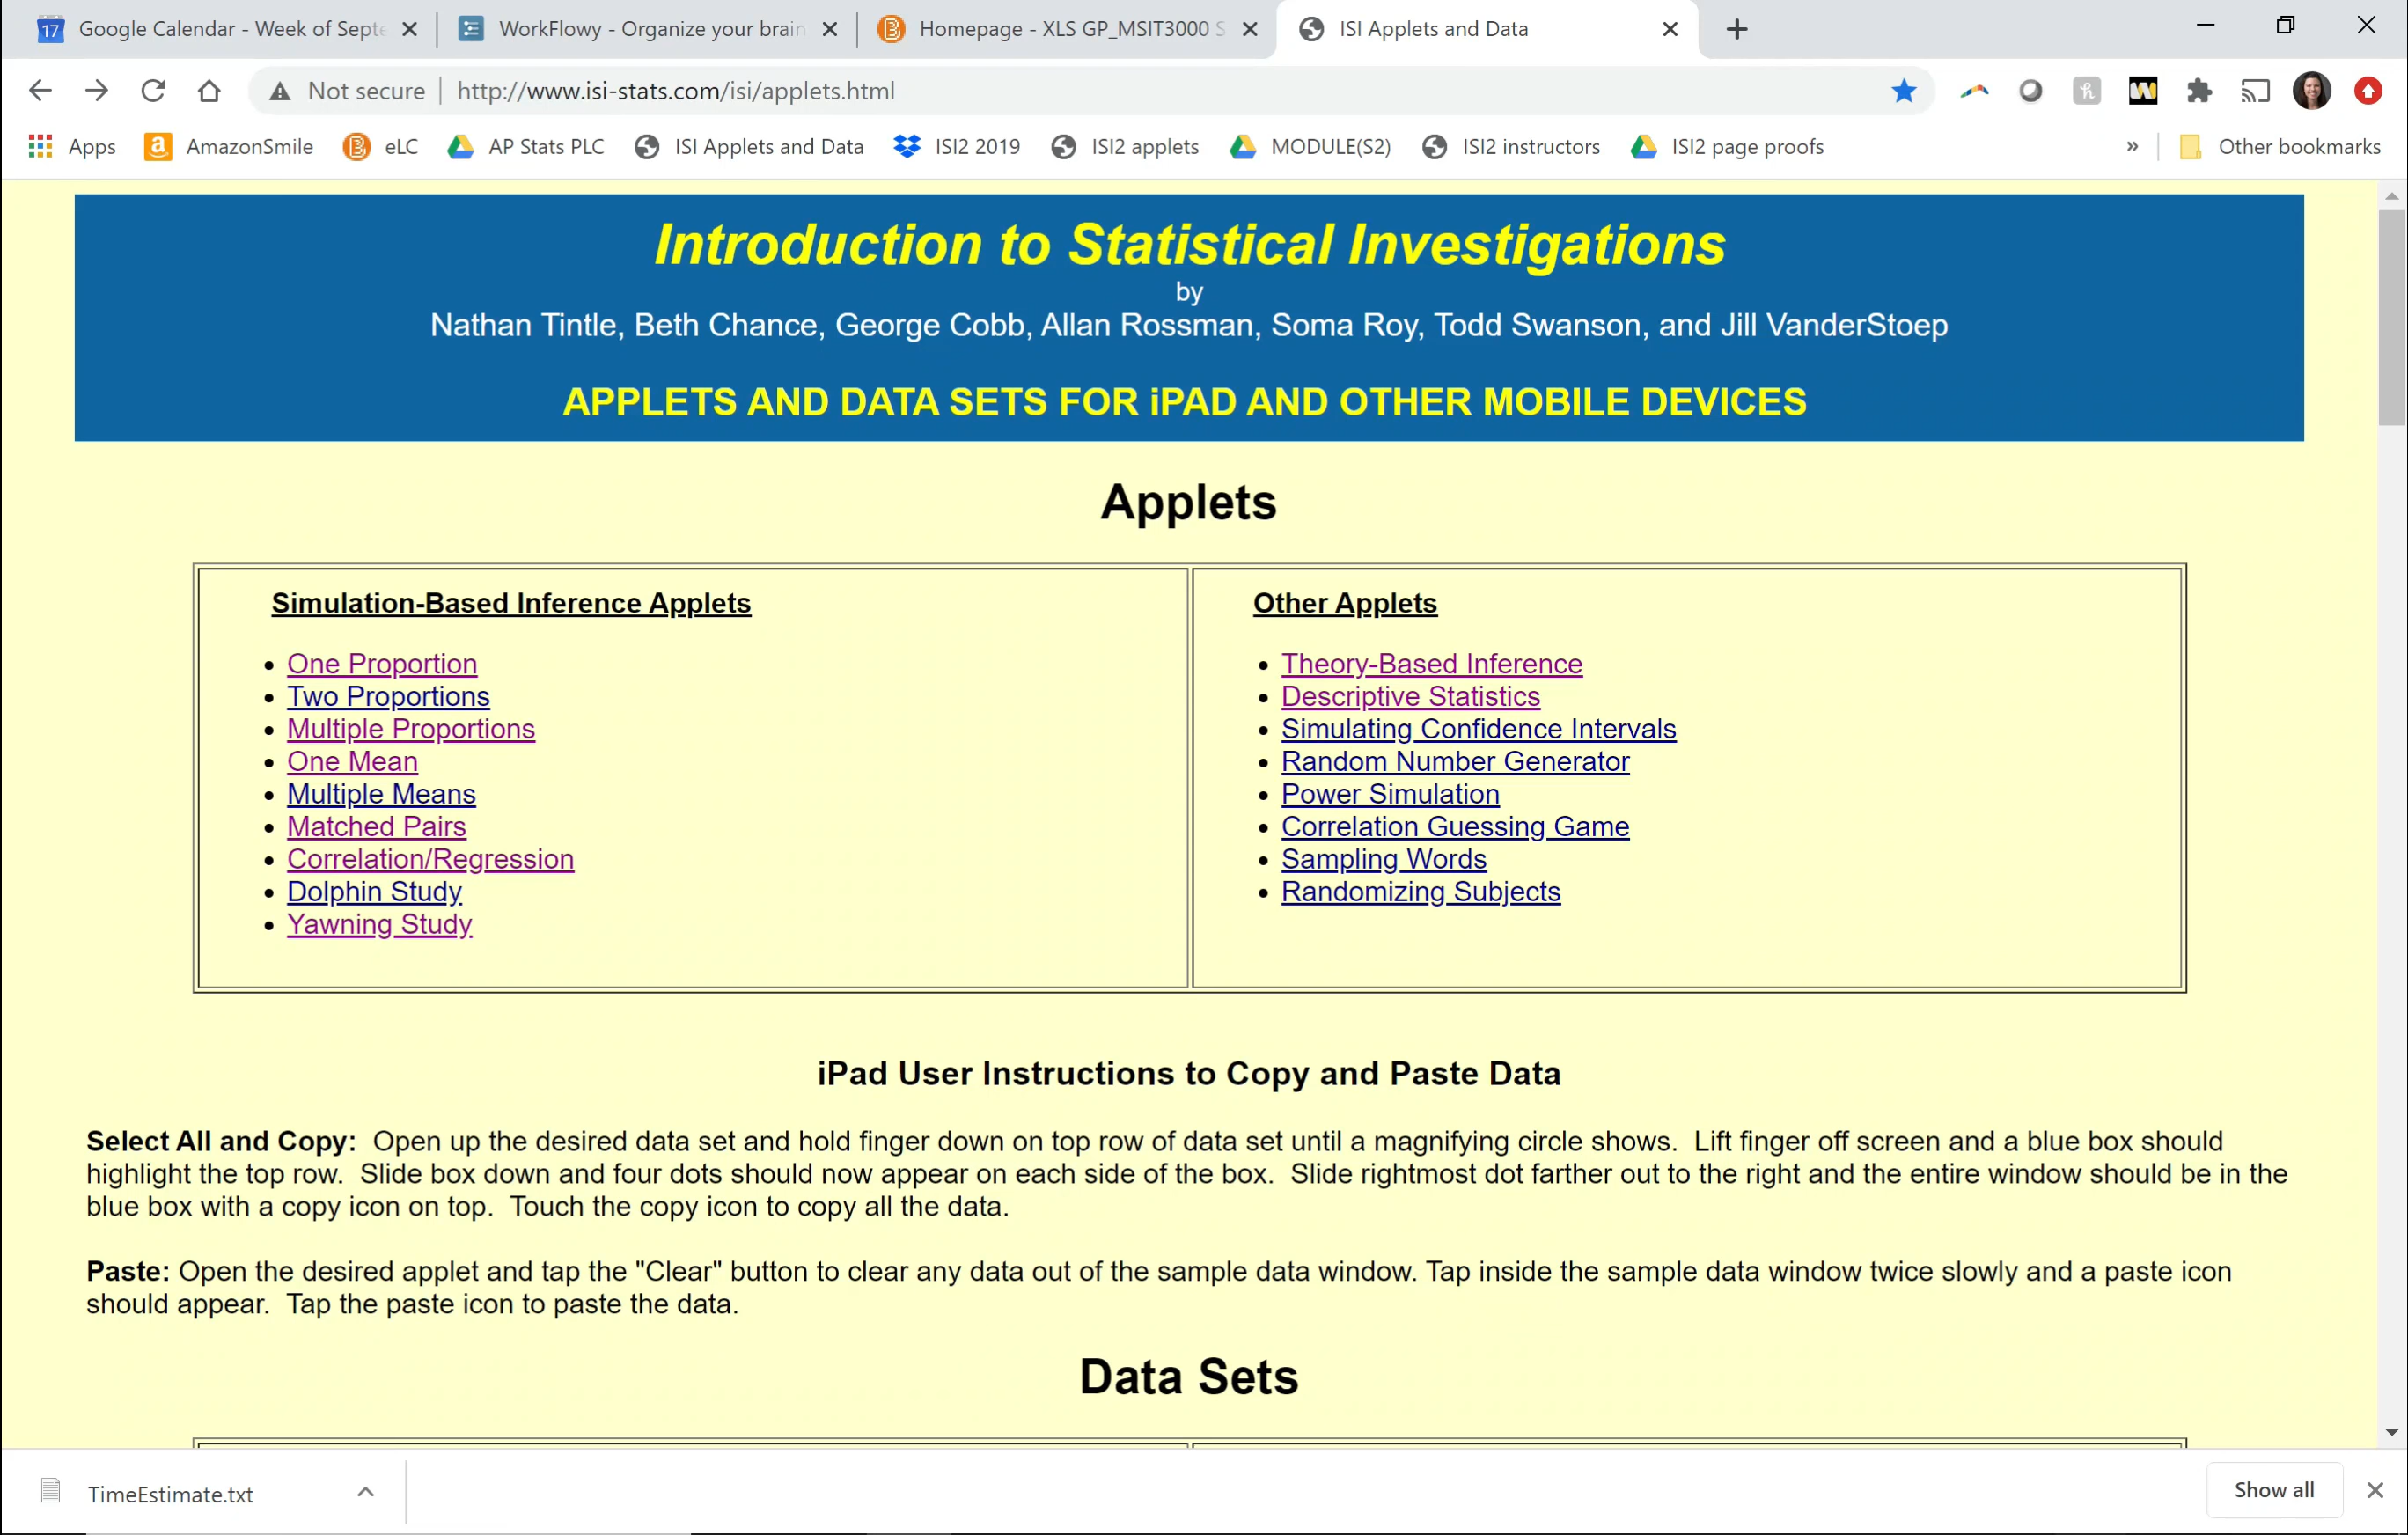 17 Google Calendar - Week of Septe
WorkFlowy - Organize your brain
Homepage - XLS GP_MSIT3000 S
ISI Applets and Data
Not secure
http://www.isi-stats.com/isi/applets.html
Apps
AmazonSmile
eLC
AP Stats PLC
ISI Applets and Data
ISI2 2019
ISI2 applets
MODULE(S2)
ISI2 instructors
ISI2 page proofs
»
Other bookmarks
Introduction to Statistical Investigations
by
Nathan Tintle, Beth Chance, George Cobb, Allan Rossman, Soma Roy, Todd Swanson, and Jill VanderStoep
APPLETS AND DATA SETS FOR iPAD AND OTHER MOBILE DEVICES
Applets
Simulation-Based Inference Applets
• One Proportion
• Two Proportions
• Multiple Proportions
• One Mean
• Multiple Means
• Matched Pairs
• Correlation/Regression
• Dolphin Study
• Yawning Study
Other Applets
• Theory-Based Inference
• Descriptive Statistics
• Simulating Confidence Intervals
• Random Number Generator
• Power Simulation
• Correlation Guessing Game
• Sampling Words
• Randomizing Subjects
iPad User Instructions to Copy and Paste Data
Select All and Copy: Open up the desired data set and hold finger down on top row of data set until a magnifying circle shows. Lift finger off screen and a blue box should
highlight the top row. Slide box down and four dots should now appear on each side of the box. Slide rightmost dot farther out to the right and the entire window should be in the
blue box with a copy icon on top. Touch the copy icon to copy all the data.
Paste: Open the desired applet and tap the "Clear" button to clear any data out of the sample data window. Tap inside the sample data window twice slowly and a paste icon
should appear. Tap the paste icon to paste the data.
Data Sets
TimeEstimate.txt
Show all